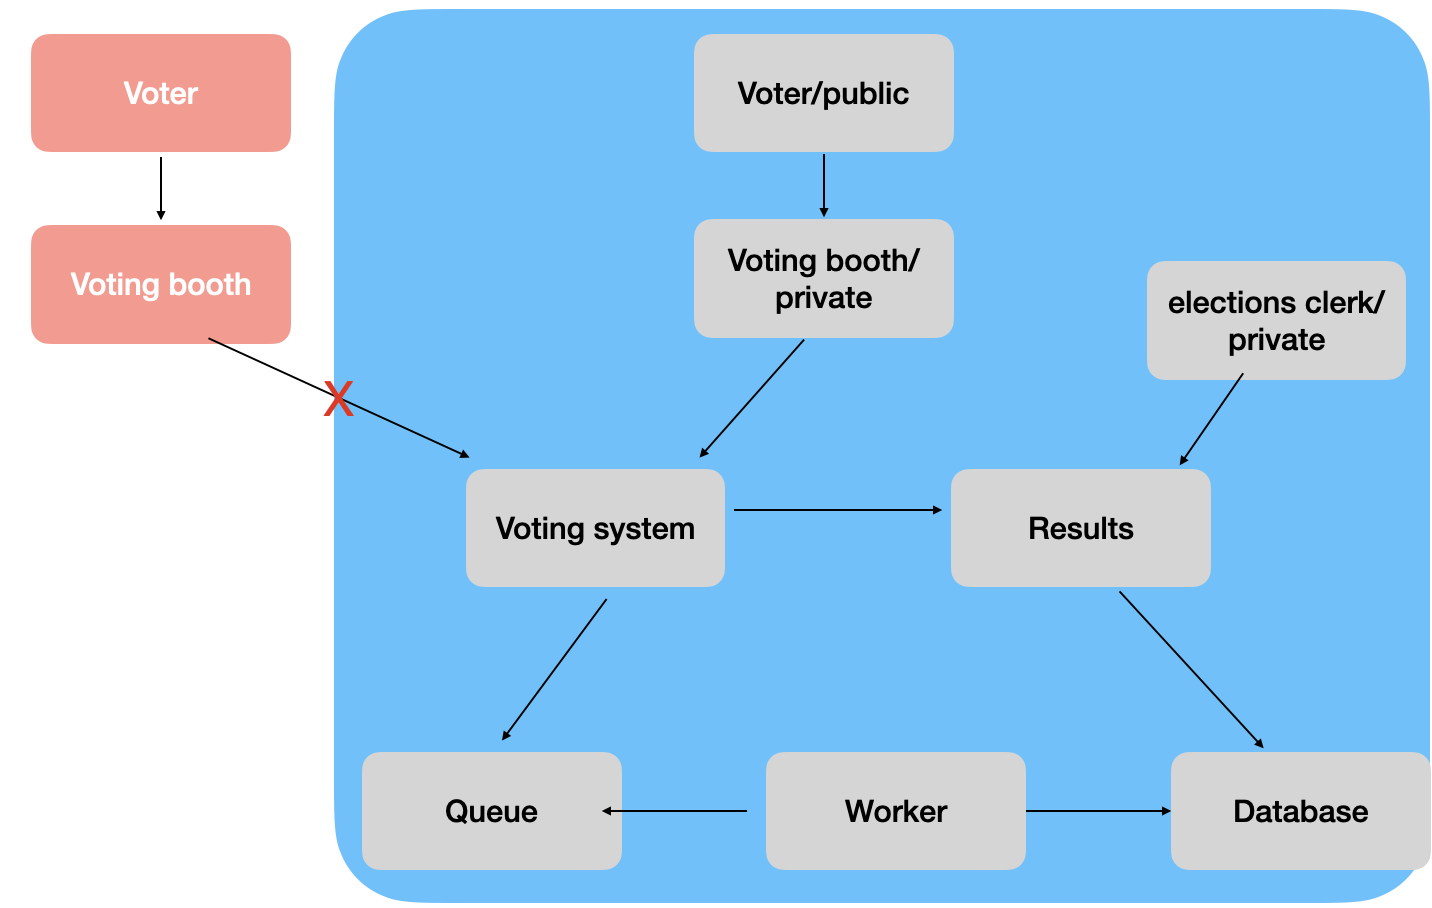 Voter
Voter/public
Voting booth
Voting booth/
private
elections clerk/
private
X
Voting system
Results
Queue
Worker
Database